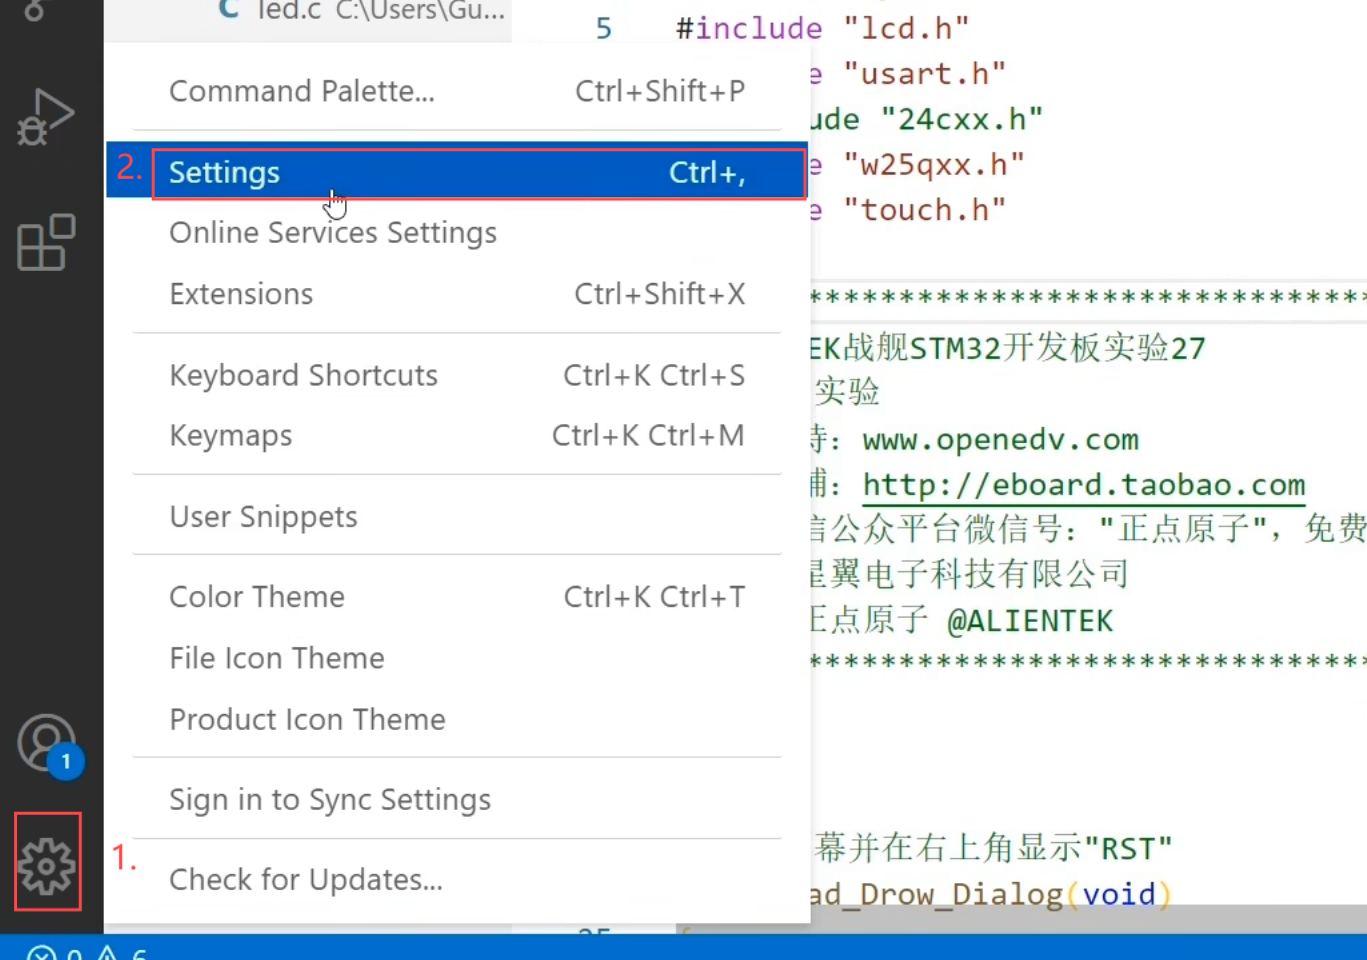 led.c C:\Users\Gu...
Command Palette... Ctrl+Shift+P
2. Settings Ctrl+,
Online Services Settings
Extensions Ctrl+Shift+X
Keyboard Shortcuts Ctrl+K Ctrl+S
Keymaps Ctrl+K Ctrl+M
User Snippets
Color Theme Ctrl+K Ctrl+T
File Icon Theme
Product Icon Theme
Sign in to Sync Settings
1. Check for Updates...
1
5 #include "lcd.h"
e "usart.h"
ude "24cxx.h"
e "w25qxx.h"
e "touch.h"
*******************************
EK战舰STM32开发板实验27
实验
持：www.openedv.com
铺：http://eboard.taobao.com
信公众平台微信号："正点原子"，免费
星翼电子科技有限公司
正点原子 @ALIENTEK
*******************************
幕并在右上角显示"RST"
ad_Drow_Dialog(void)
25 {
0 6